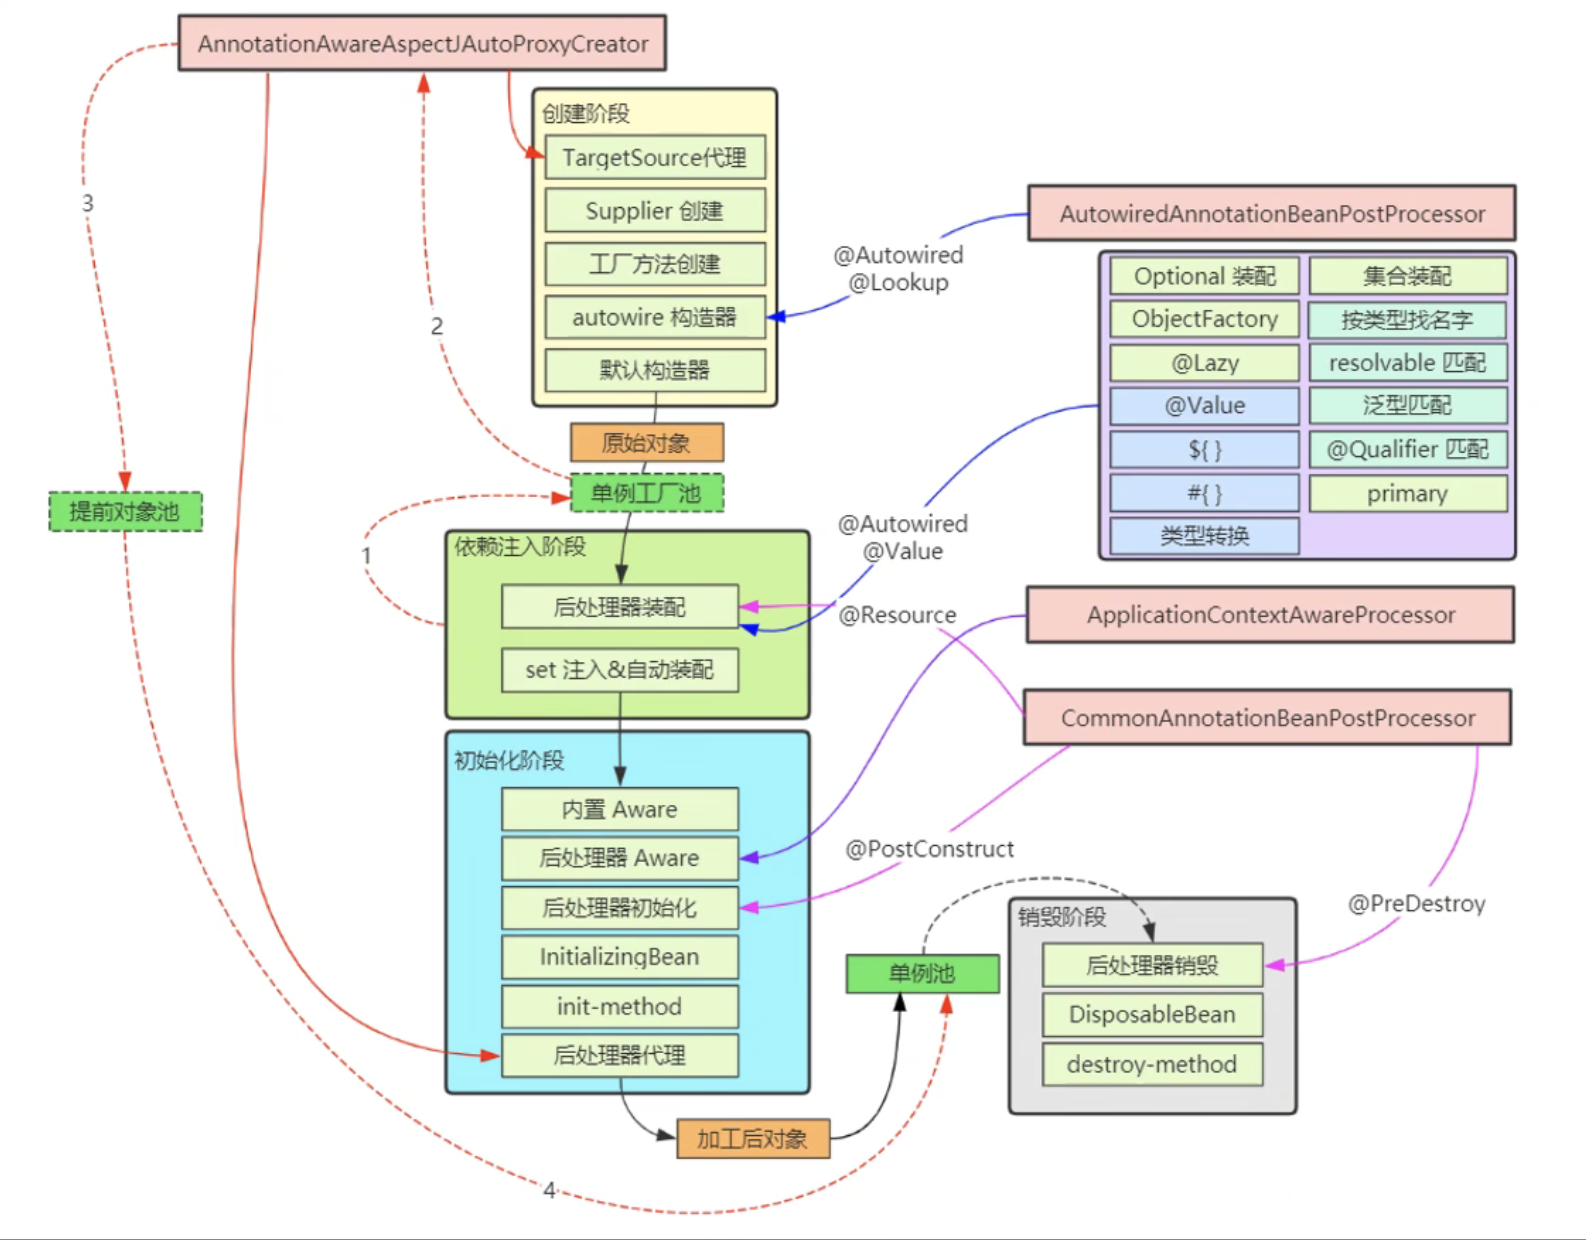 AnnotationAwareAspectJAutoProxyCreator
创建阶段
TargetSource代理
Supplier 创建
工厂方法创建
autowire 构造器
默认构造器
原始对象
单例工厂池
依赖注入阶段
后处理器装配
set 注入&自动装配
初始化阶段
内置 Aware
后处理器 Aware
后处理器初始化
InitializingBean
init-method
后处理器代理
加工后对象
3
2
1
4
提前对象池
@Autowired
@Lookup
@Autowired
@Value
@Resource
@PostConstruct
@PreDestroy
AutowiredAnnotationBeanPostProcessor
Optional 装配
集合装配
ObjectFactory
按类型找名字
@Lazy
resolvable 匹配
@Value
泛型匹配
${ }
@Qualifier 匹配
#{ }
primary
类型转换
ApplicationContextAwareProcessor
CommonAnnotationBeanPostProcessor
单例池
销毁阶段
后处理器销毁
DisposableBean
destroy-method